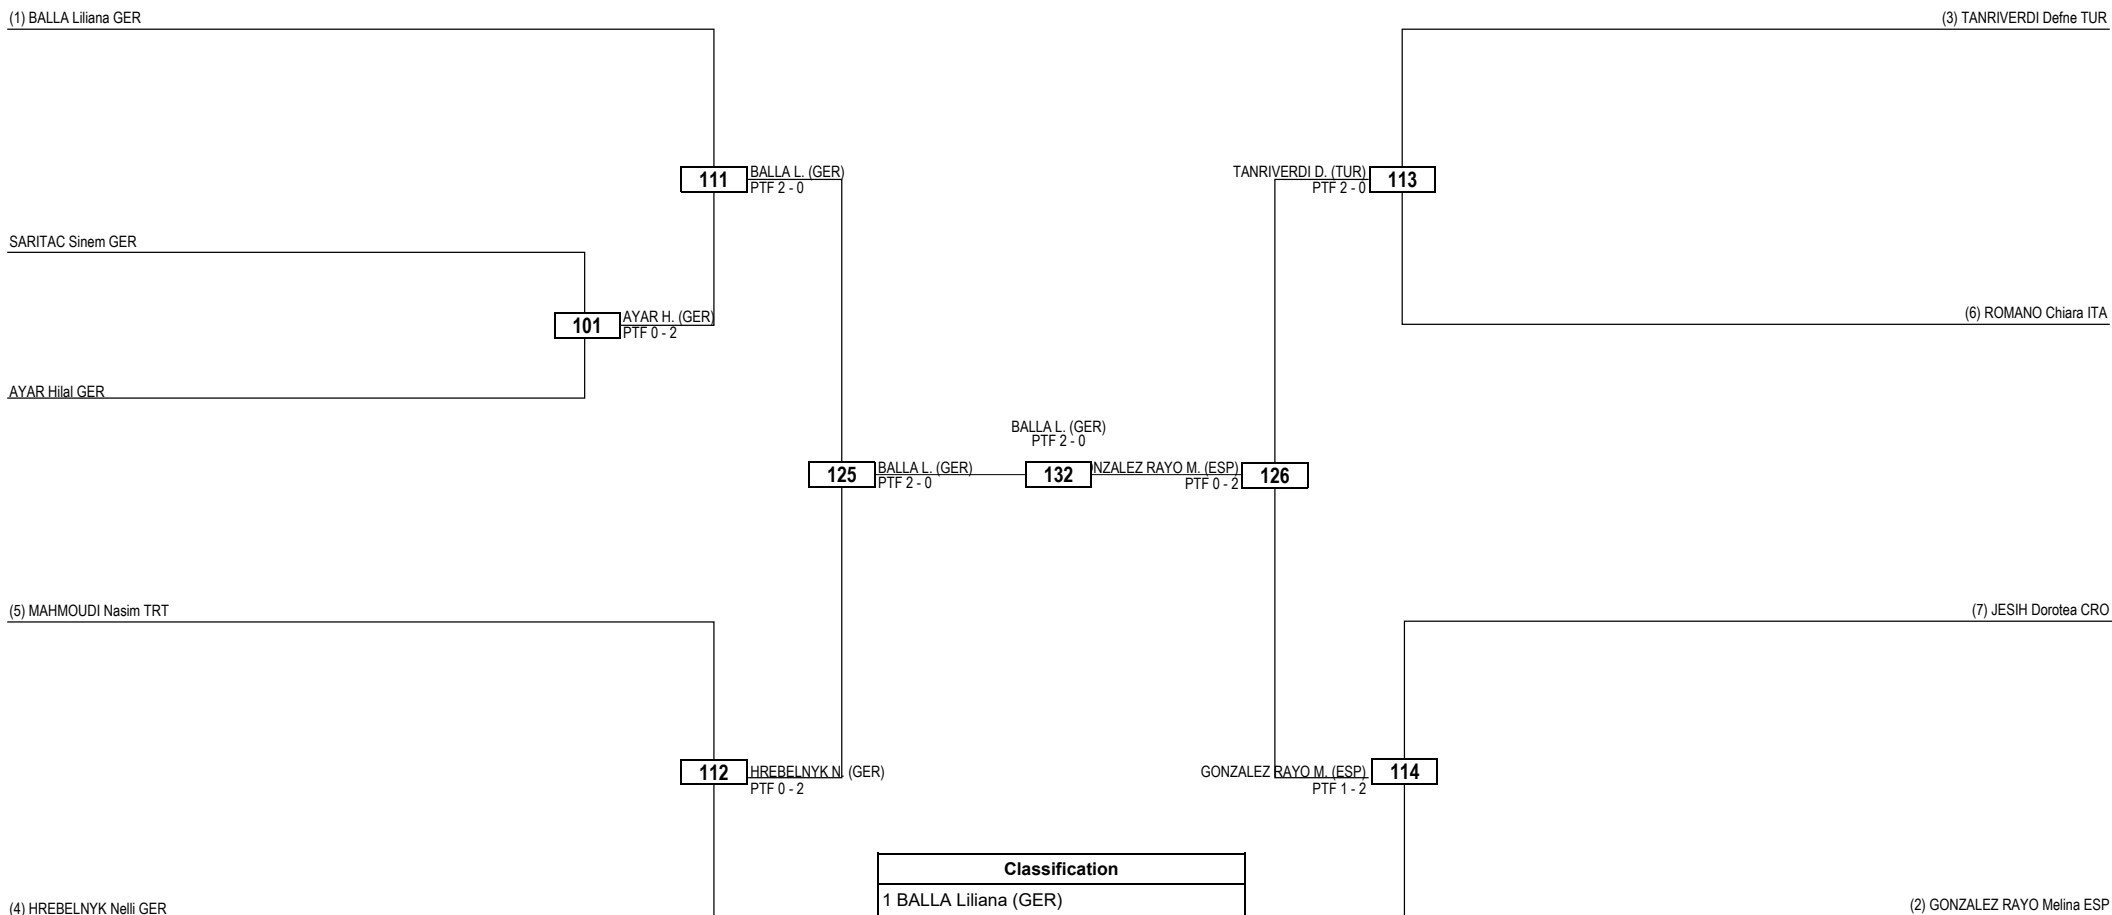 (1) BALLA Liliana GER
(3) TANRIVERDI Defne TUR
111
BALLA L. (GER)
PTF 2 - 0
TANRIVERDI D. (TUR)
PTF 2 - 0
113
SARITAC Sinem GER
101
AYAR H. (GER)
PTF 0 - 2
(6) ROMANO Chiara ITA
AYAR Hilal GER
BALLA L. (GER)
PTF 2 - 0
125
BALLA L. (GER)
PTF 2 - 0
132
NZALEZ RAYO M. (ESP)
PTF 0 - 2
126
(5) MAHMOUDI Nasim TRT
(7) JESIH Dorotea CRO
112
HREBELNYK N. (GER)
PTF 0 - 2
GONZALEZ RAYO M. (ESP)
PTF 1 - 2
114
Classification
1 BALLA Liliana (GER)
(4) HREBELNYK Nelli GER
(2) GONZALEZ RAYO Melina ESP